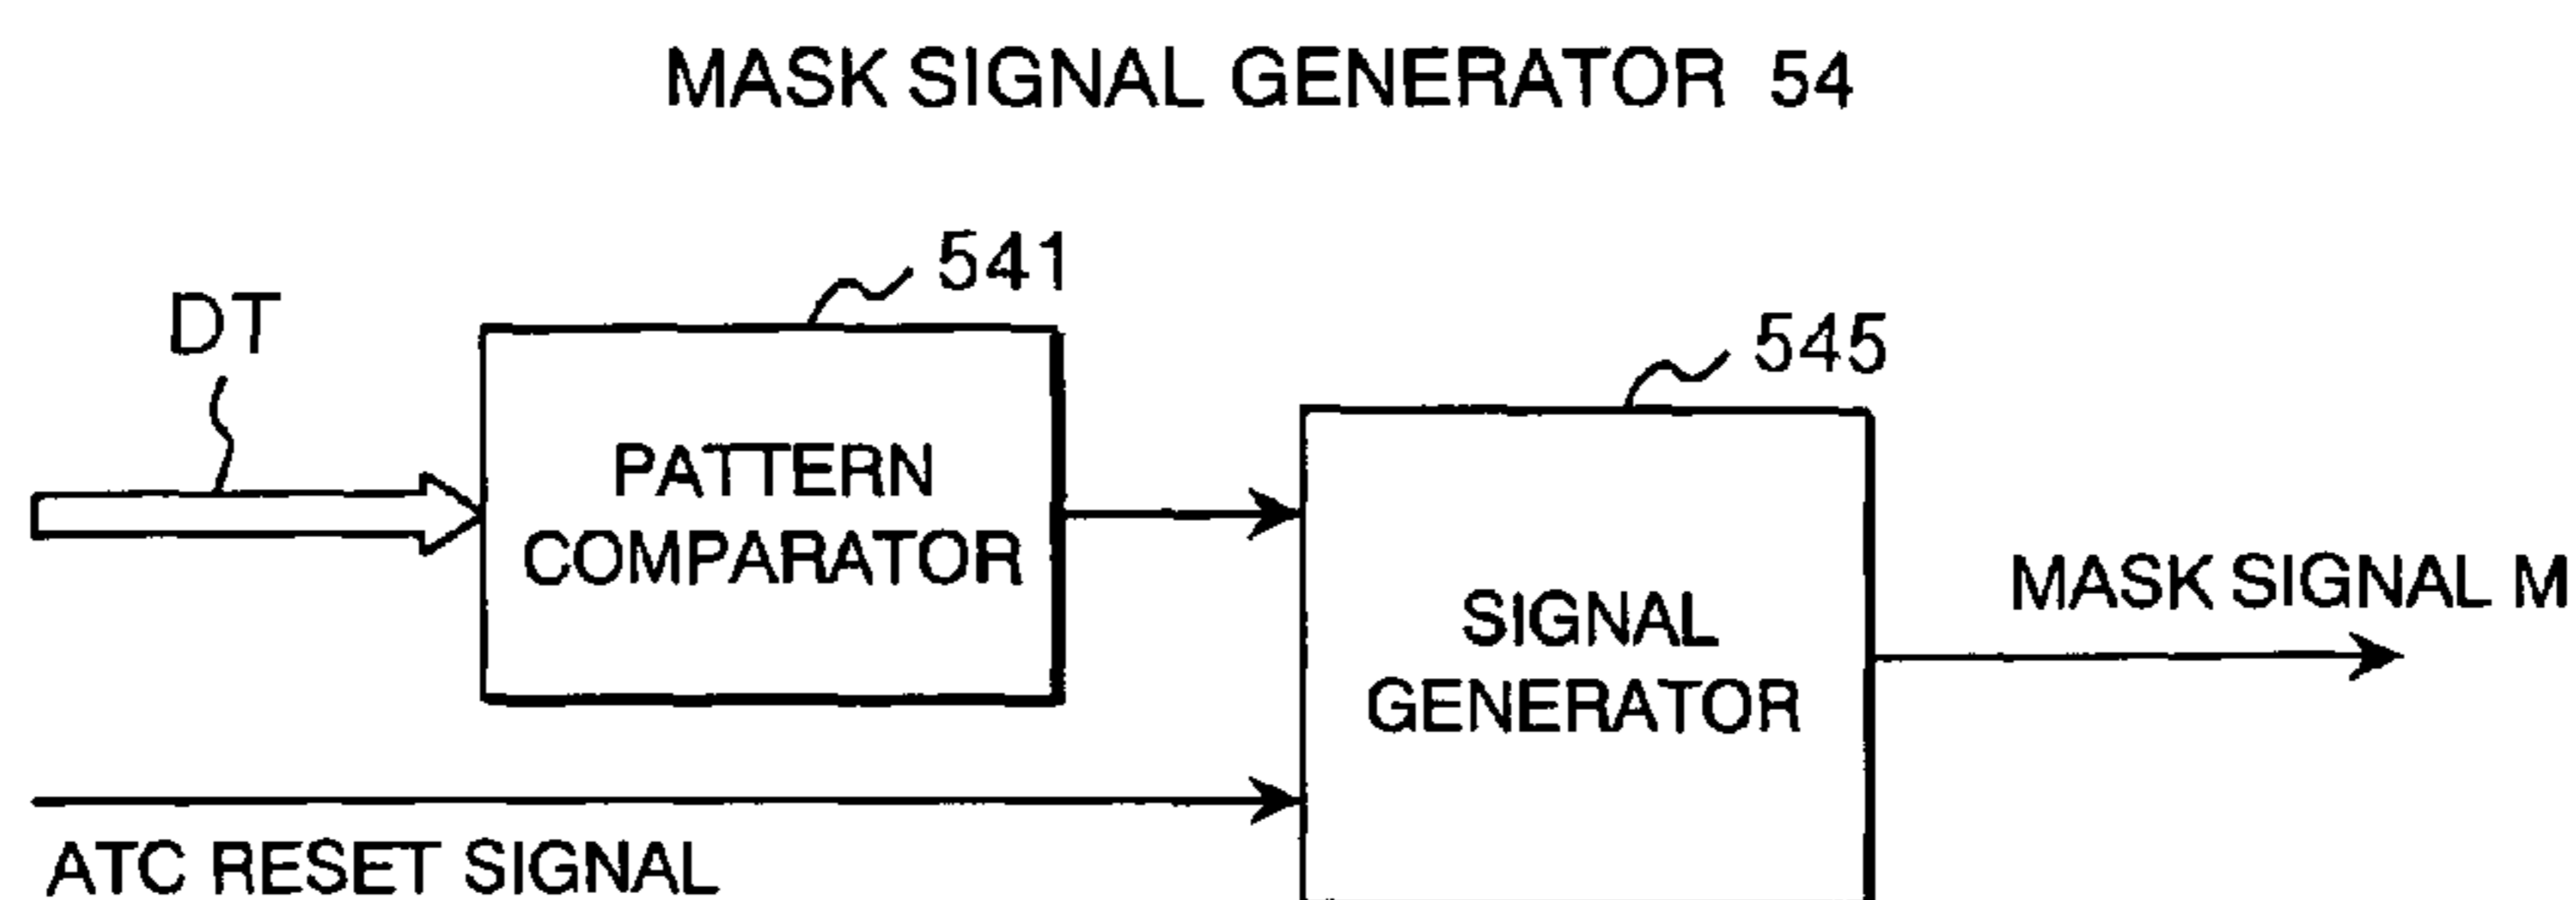 MASK SIGNAL GENERATOR 54
541
DT
545
PATTERN
COMPARATOR
SIGNAL
GENERATOR
MASK SIGNAL M
ATC RESET SIGNAL